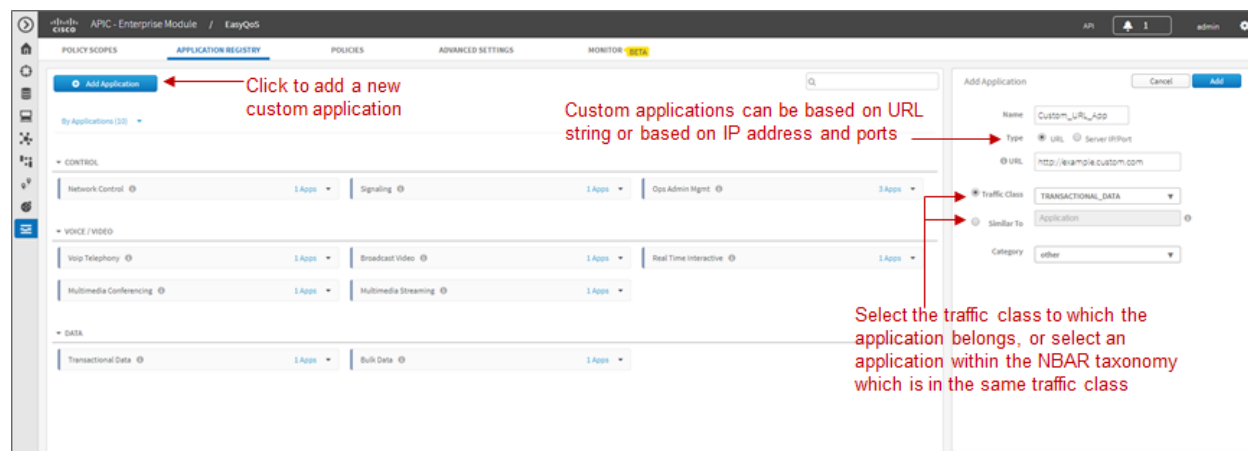 CISCO APIC - Enterprise Module / EasyQoS API 1 admin
POLICY SCOPES APPLICATION REGISTRY POLICIES ADVANCED SETTINGS MONITOR BETA
Add Application
Click to add a new
custom application
By Applications (10)
CONTROL
Network Control 1 Apps Signaling 1 Apps Ops Admin Mgmt 3 Apps
VOICE / VIDEO
Voip Telephony 1 Apps Broadcast Video 1 Apps Real Time Interactive 1 Apps
Multimedia Conferencing 1 Apps Multimedia Streaming 1 Apps
DATA
Transactional Data 1 Apps Bulk Data 1 Apps
Custom applications can be based on URL
string or based on IP address and ports
Add Application Cancel Add
Name Custom_URL_App
Type URL Server IP/Port
URL http://example.custom.com
Traffic Class TRANSACTIONAL_DATA
Similar To Application
Category other
Select the traffic class to which the
application belongs, or select an
application within the NBAR taxonomy
which is in the same traffic class